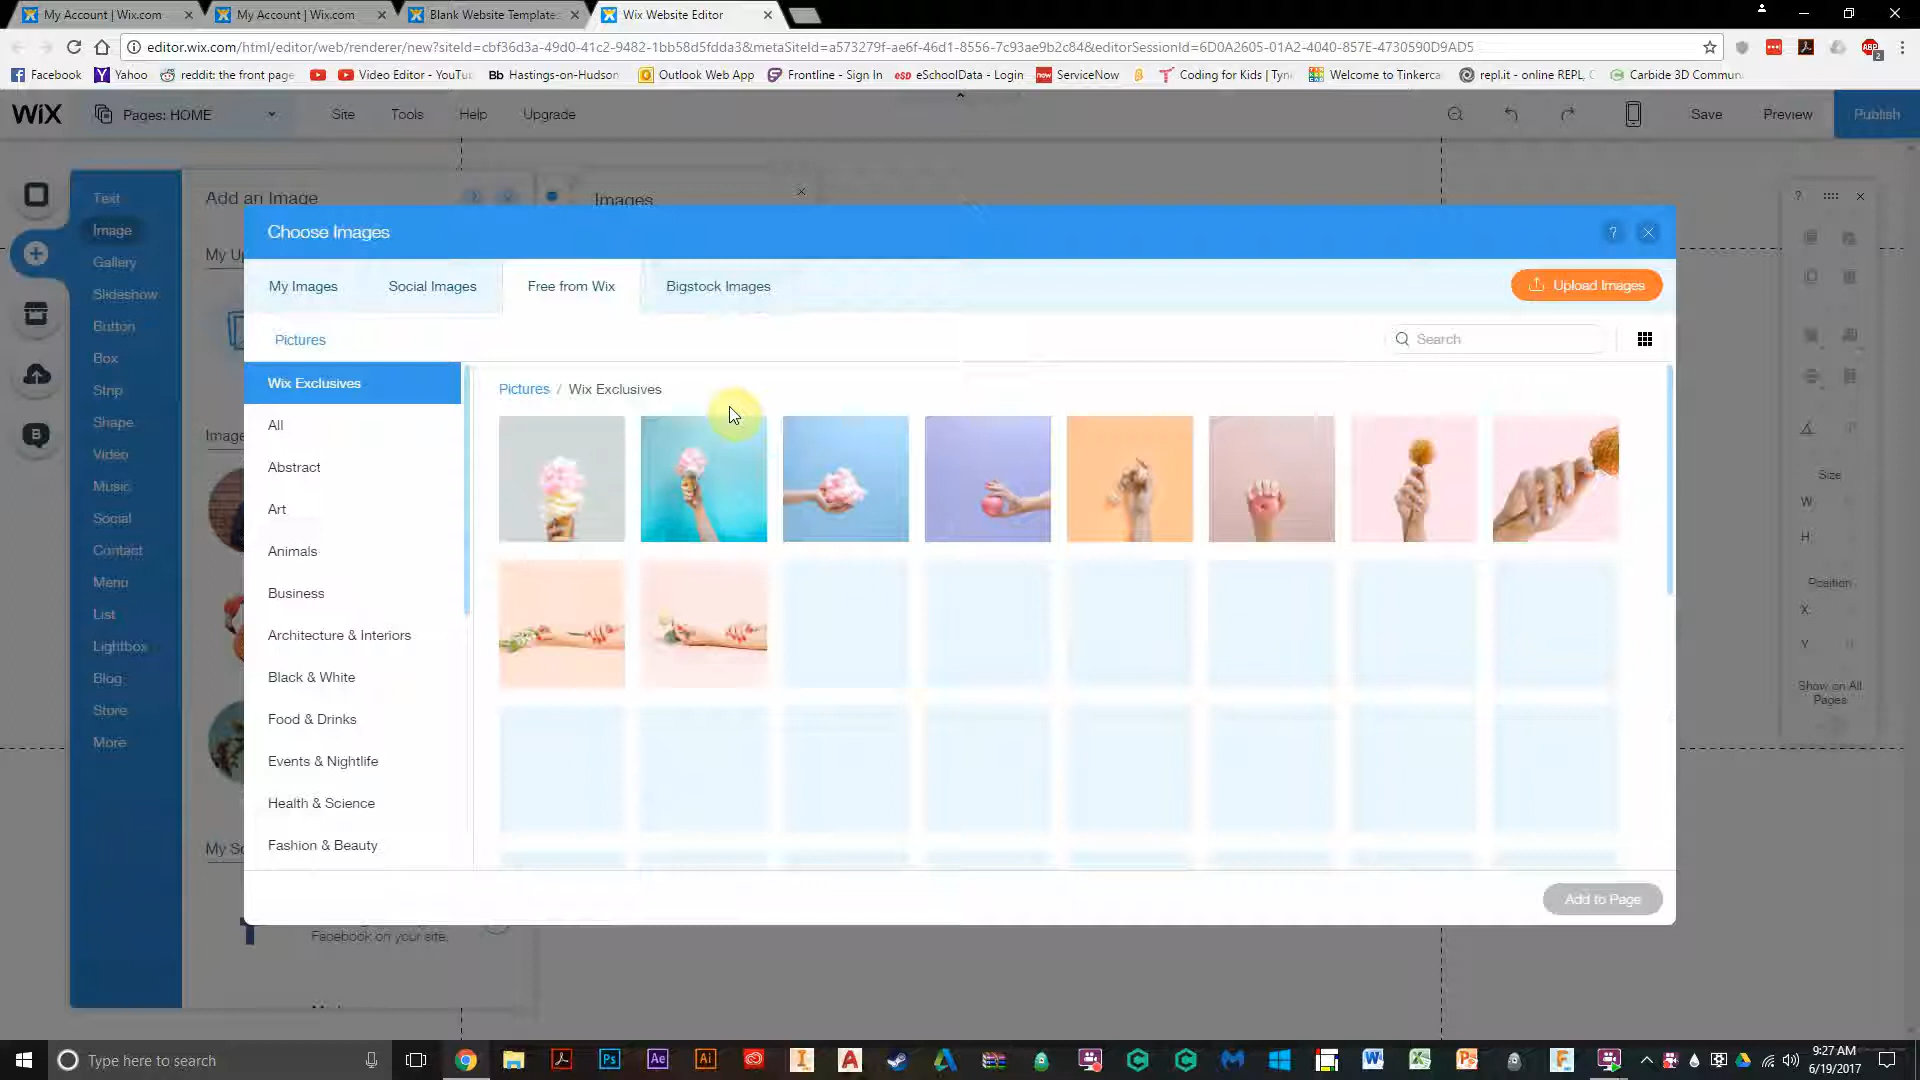 My Account | Wix.com
My Account | Wix.com
Blank Website Template
Wix Website Editor
editor.wix.com/html/editor/web/renderer/new?siteId=cbf36d3a-49d0-41c2-9482-1bb58d5fdda3&metaSiteId=a573279f-ae6f-46d1-8556-7c93ae9b2c84&editorSessionId=6D0A2605-01A2-4040-857E-4730590D9AD5
Facebook
Yahoo
reddit: the front page
Video Editor - YouTu
Bb Hastings-on-Hudson
Outlook Web App
Frontline - Sign In
eSchoolData - Login
ServiceNow
Coding for Kids | Tyn
Welcome to Tinkerca
repl.it - online REPL, C
Carbide 3D Commun
WiX
Pages: HOME
Site
Tools
Help
Upgrade
Save
Preview
Publish
Text
Image
Gallery
Slideshow
Button
Box
Strip
Shape
Video
Music
Social
Contact
Menu
List
Lightbox
Blog
Store
More
Add an Image
Images
Choose Images
My Images
Social Images
Free from Wix
Bigstock Images
Upload Images
Pictures
Search
Wix Exclusives
All
Abstract
Art
Animals
Business
Architecture & Interiors
Black & White
Food & Drinks
Events & Nightlife
Health & Science
Fashion & Beauty
Pictures / Wix Exclusives
Add to Page
Facebook on your site.
Size
W:
H:
Position
X:
Y:
Show on All
Pages
Type here to search
9:27 AM
6/19/2017